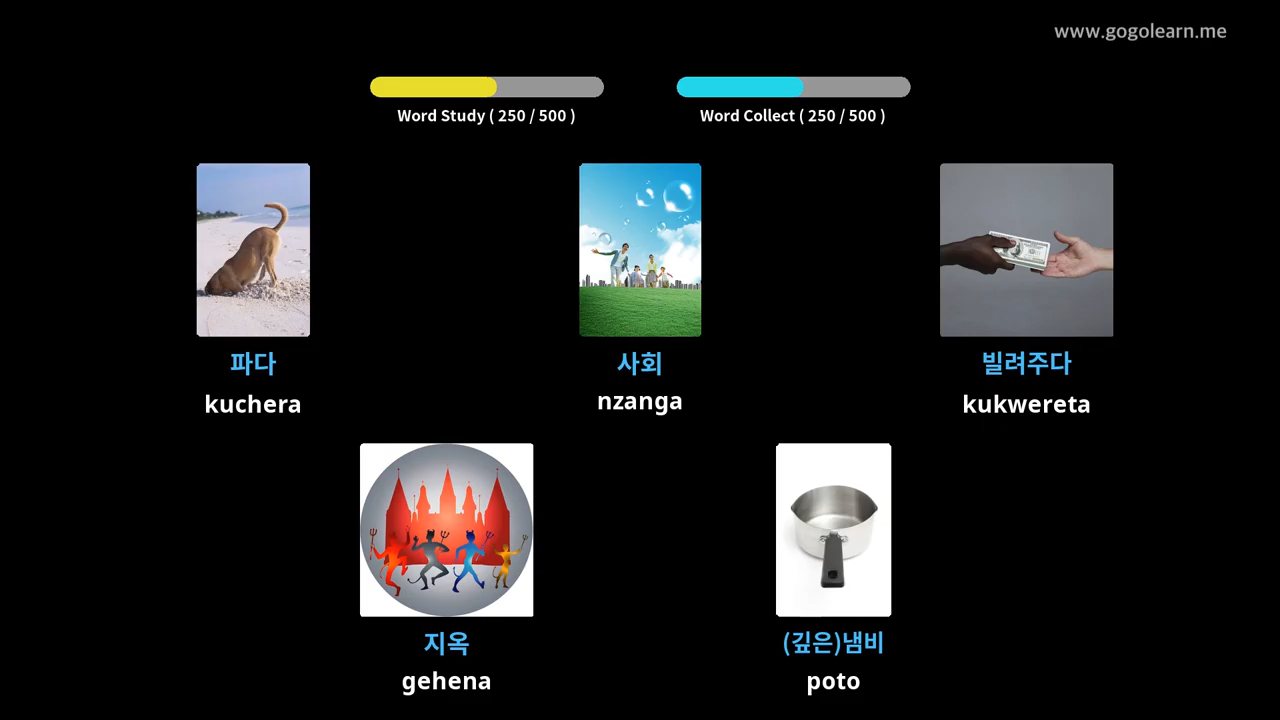 www.gogolearn.me
Word Study ( 250 / 500 )
Word Collect ( 250 / 500 )
파다
kuchera
사회
nzanga
빌려주다
kukwereta
지옥
gehena
(깊은)냄비
poto